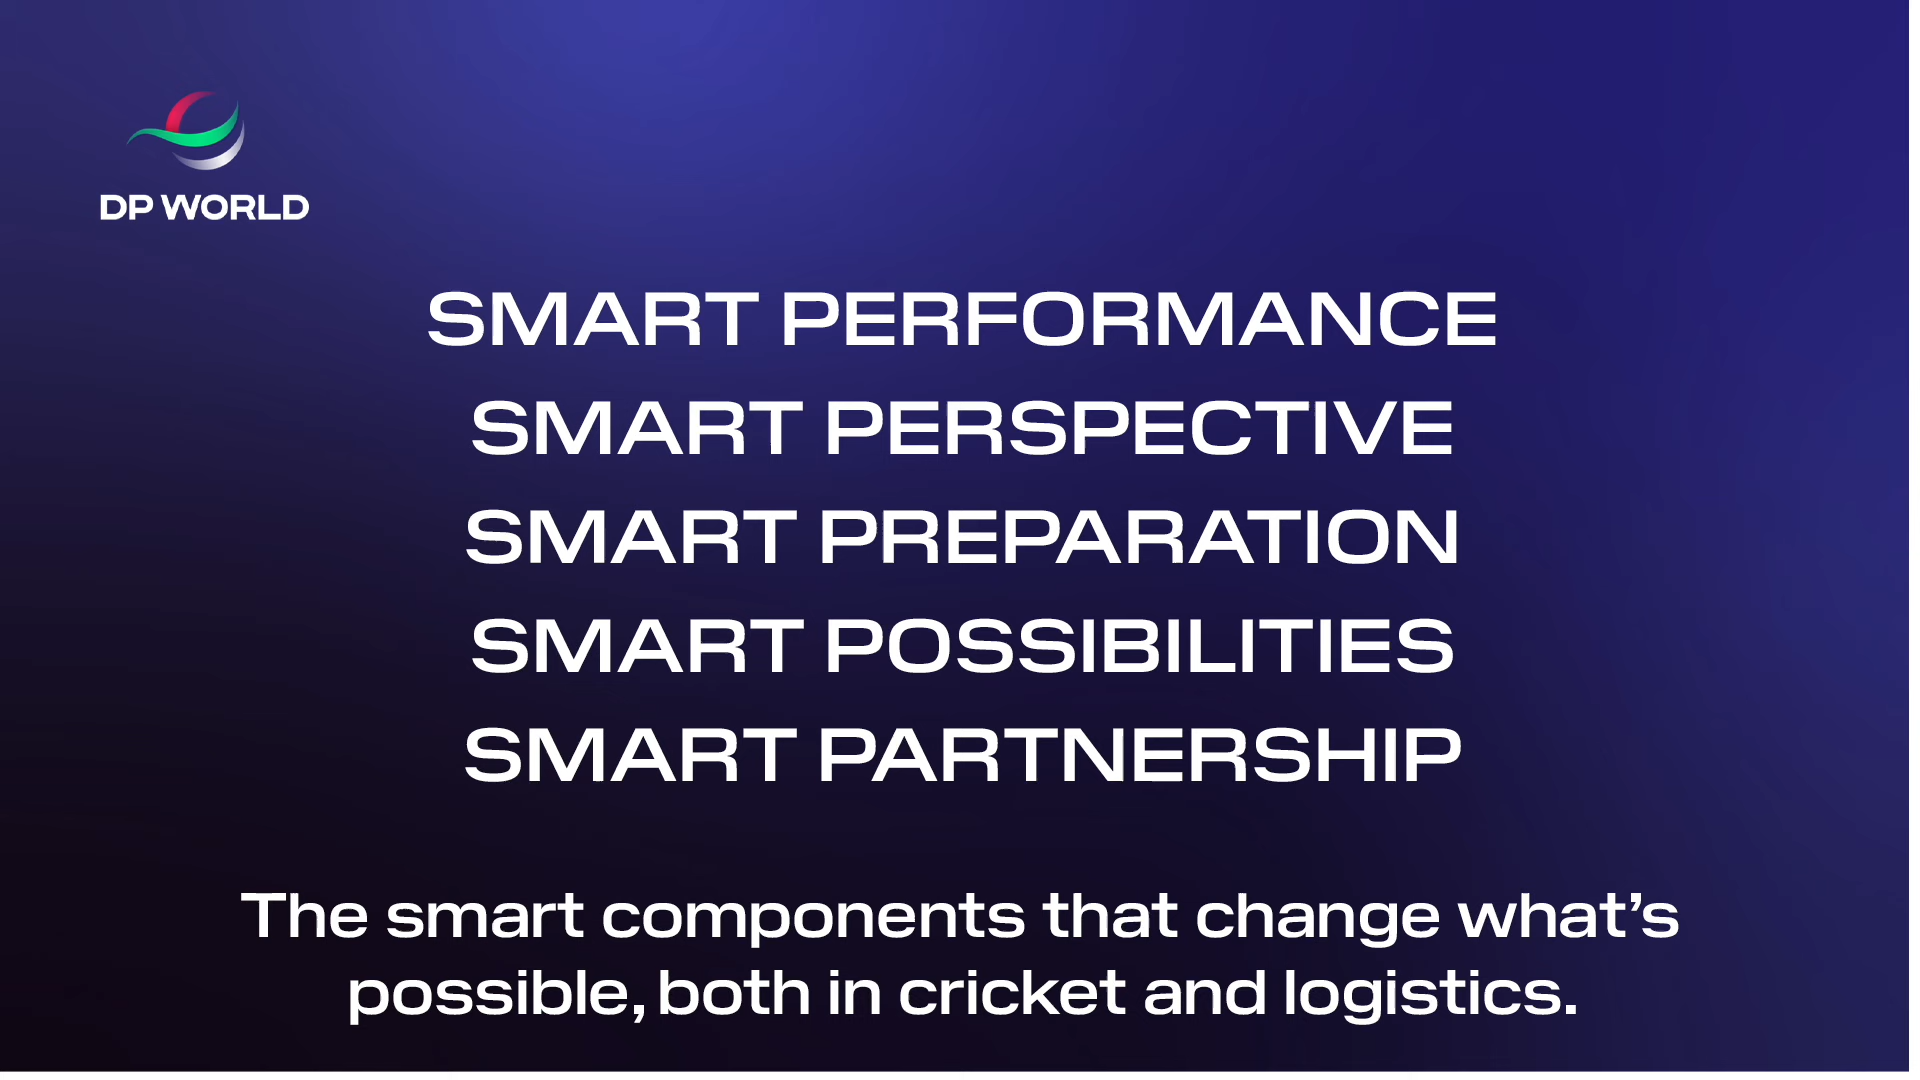 DP WORLD
SMART PERFORMANCE
SMART PERSPECTIVE
SMART PREPARATION
SMART POSSIBILITIES
SMART PARTNERSHIP
The smart components that change what’s
possible, both in cricket and logistics.